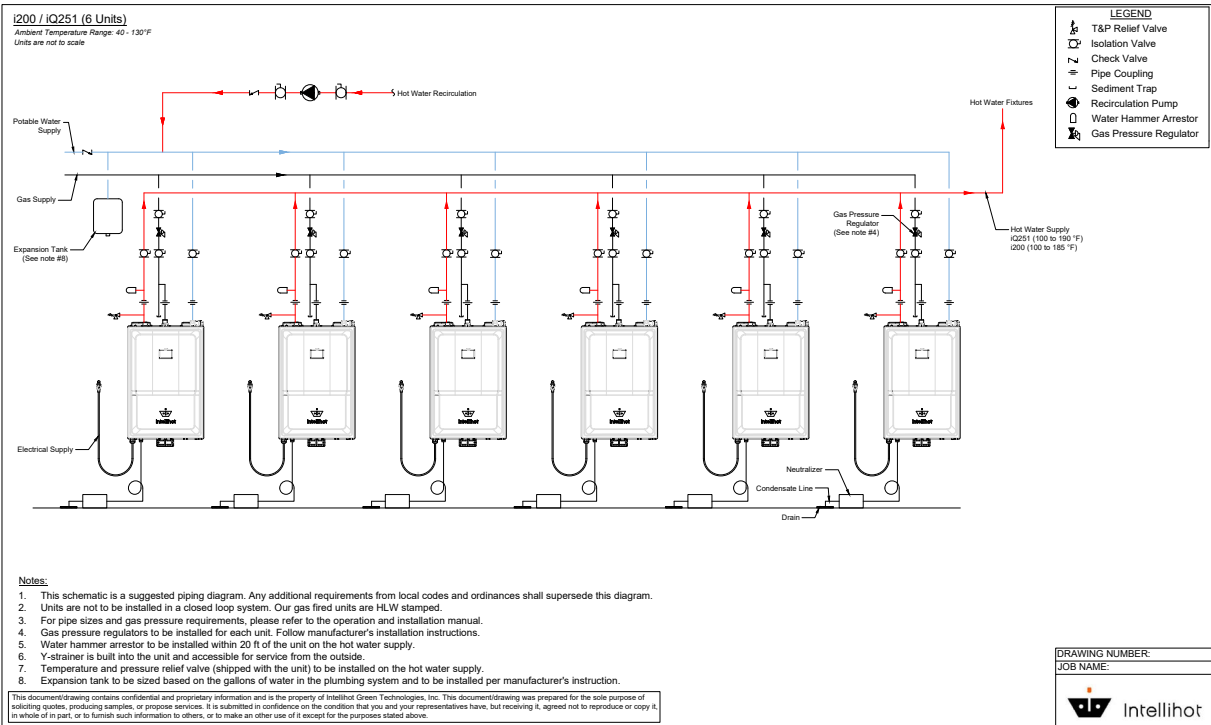 i200 / iQ251 (6 Units)
Ambient Temperature Range: 40 - 130°F
Units are not to scale
LEGEND
T&P Relief Valve
Isolation Valve
Check Valve
Pipe Coupling
Sediment Trap
Recirculation Pump
Water Hammer Arrestor
Gas Pressure Regulator
Hot Water Recirculation
Hot Water Fixtures
Potable Water
Supply
Gas Supply
Expansion Tank
(See note #8)
Gas Pressure
Regulator
(See note #4)
Hot Water Supply
iQ251 (100 to 190 °F)
i200 (100 to 185 °F)
Intellihot
Intellihot
Intellihot
Intellihot
Intellihot
Intellihot
Electrical Supply
Neutralizer
Condensate Line
Drain
Notes:
1. This schematic is a suggested piping diagram. Any additional requirements from local codes and ordinances shall supersede this diagram.
2. Units are not to be installed in a closed loop system. Our gas fired units are HLW stamped.
3. For pipe sizes and gas pressure requirements, please refer to the operation and installation manual.
4. Gas pressure regulators to be installed for each unit. Follow manufacturer's installation instructions.
5. Water hammer arrestor to be installed within 20 ft of the unit on the hot water supply.
6. Y-strainer is built into the unit and accessible for service from the outside.
7. Temperature and pressure relief valve (shipped with the unit) to be installed on the hot water supply.
8. Expansion tank to be sized based on the gallons of water in the plumbing system and to be installed per manufacturer's instruction.
This document/drawing contains confidential and proprietary information and is the property of Intellihot Green Technologies, Inc. This document/drawing was prepared for the sole purpose of
soliciting quotes, producing samples, or propose services. It is submitted in confidence on the condition that you and your representatives have, but receiving it, agreed not to reproduce or copy it,
in whole of in part, or to furnish such information to others, or to make an other use of it except for the purposes stated above.
DRAWING NUMBER:
JOB NAME:
Intellihot